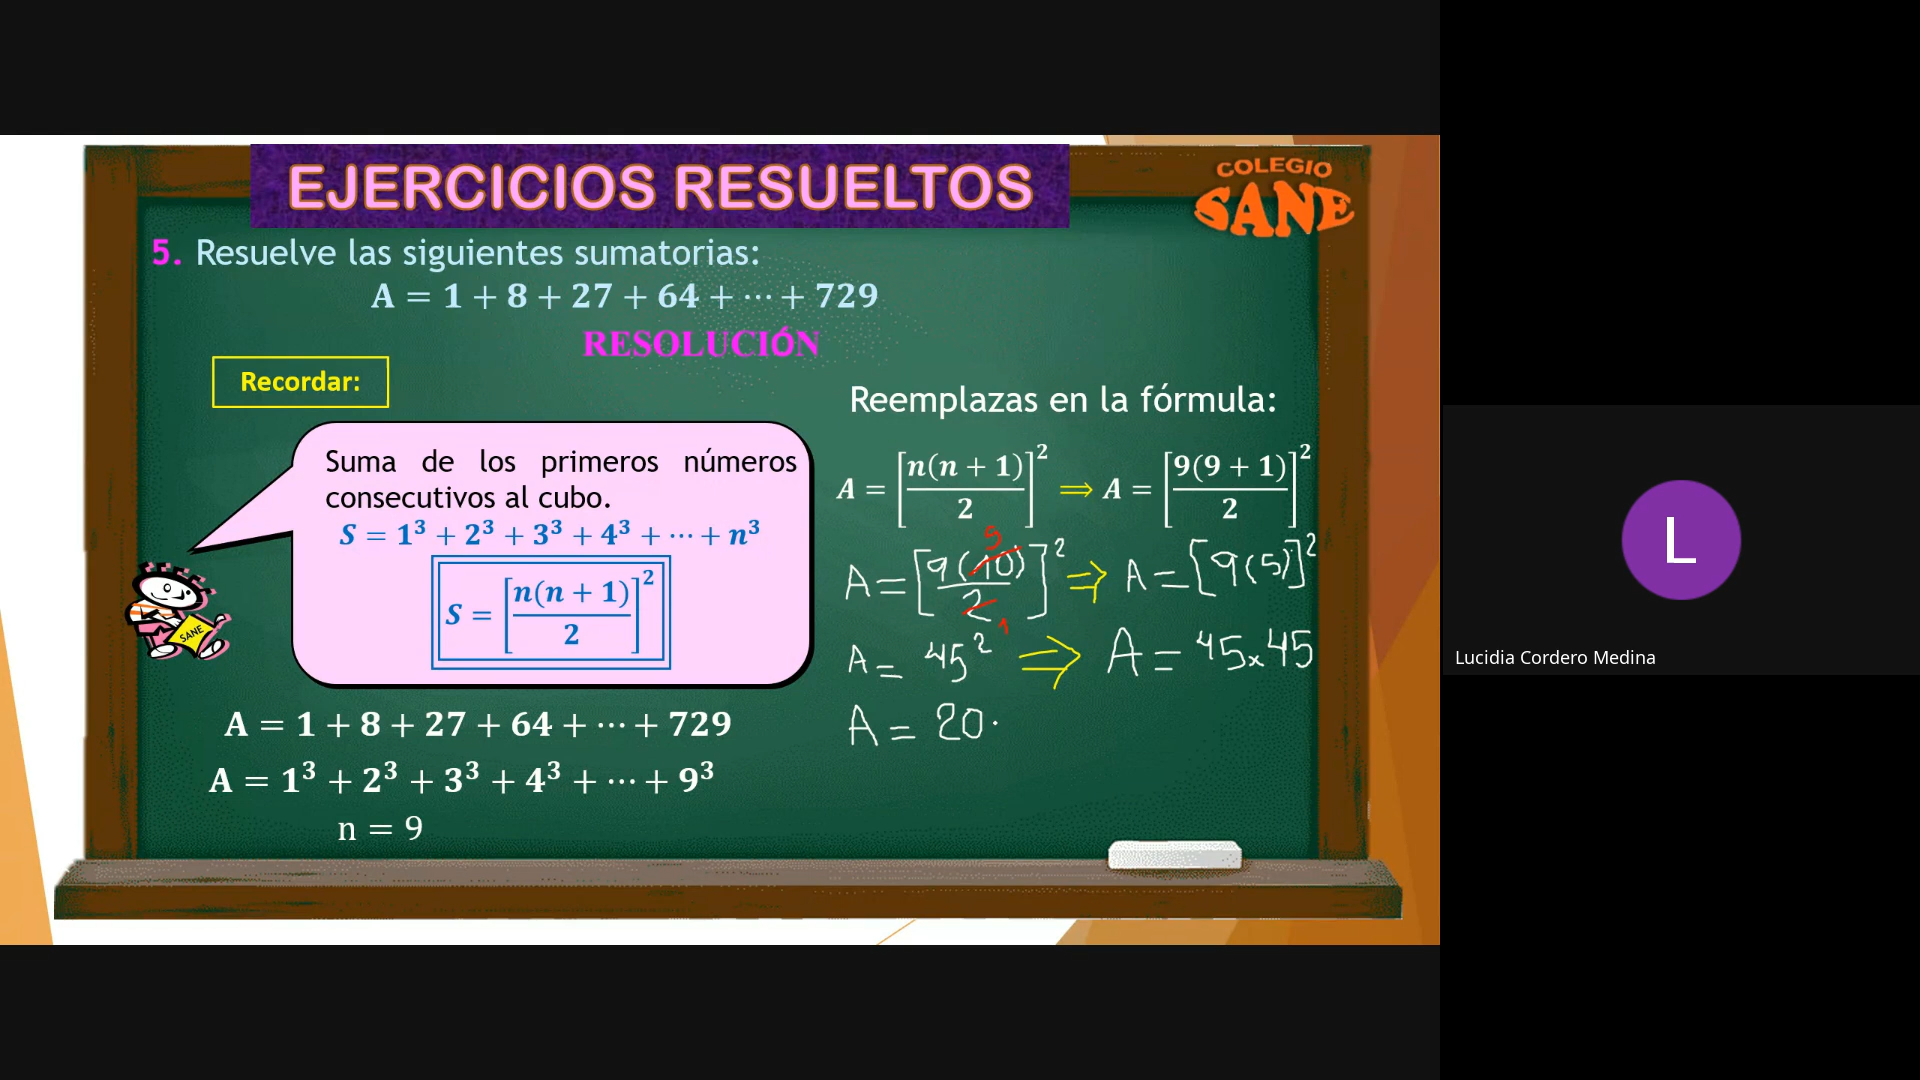 EJERCICIOS RESUELTOS
COLEGIO
SANE
5. Resuelve las siguientes sumatorias:
A = 1 + 8 + 27 + 64 + ··· + 729
RESOLUCIÓN
Recordar:
Suma de los primeros números
consecutivos al cubo.
S = 1³ + 2³ + 3³ + 4³ + ··· + n³
S = [n(n + 1)/2]²
SANE
A = 1 + 8 + 27 + 64 + ··· + 729
A = 1³ + 2³ + 3³ + 4³ + ··· + 9³
n = 9
Reemplazas en la fórmula:
A = [n(n + 1)/2]² ⟹ A = [9(9 + 1)/2]²
5
A = [9(10)/2]² ⇒ A = [9(5)]²
1
A = 45² ⇒ A = 45x45
A = 20·
L
Lucidia Cordero Medina